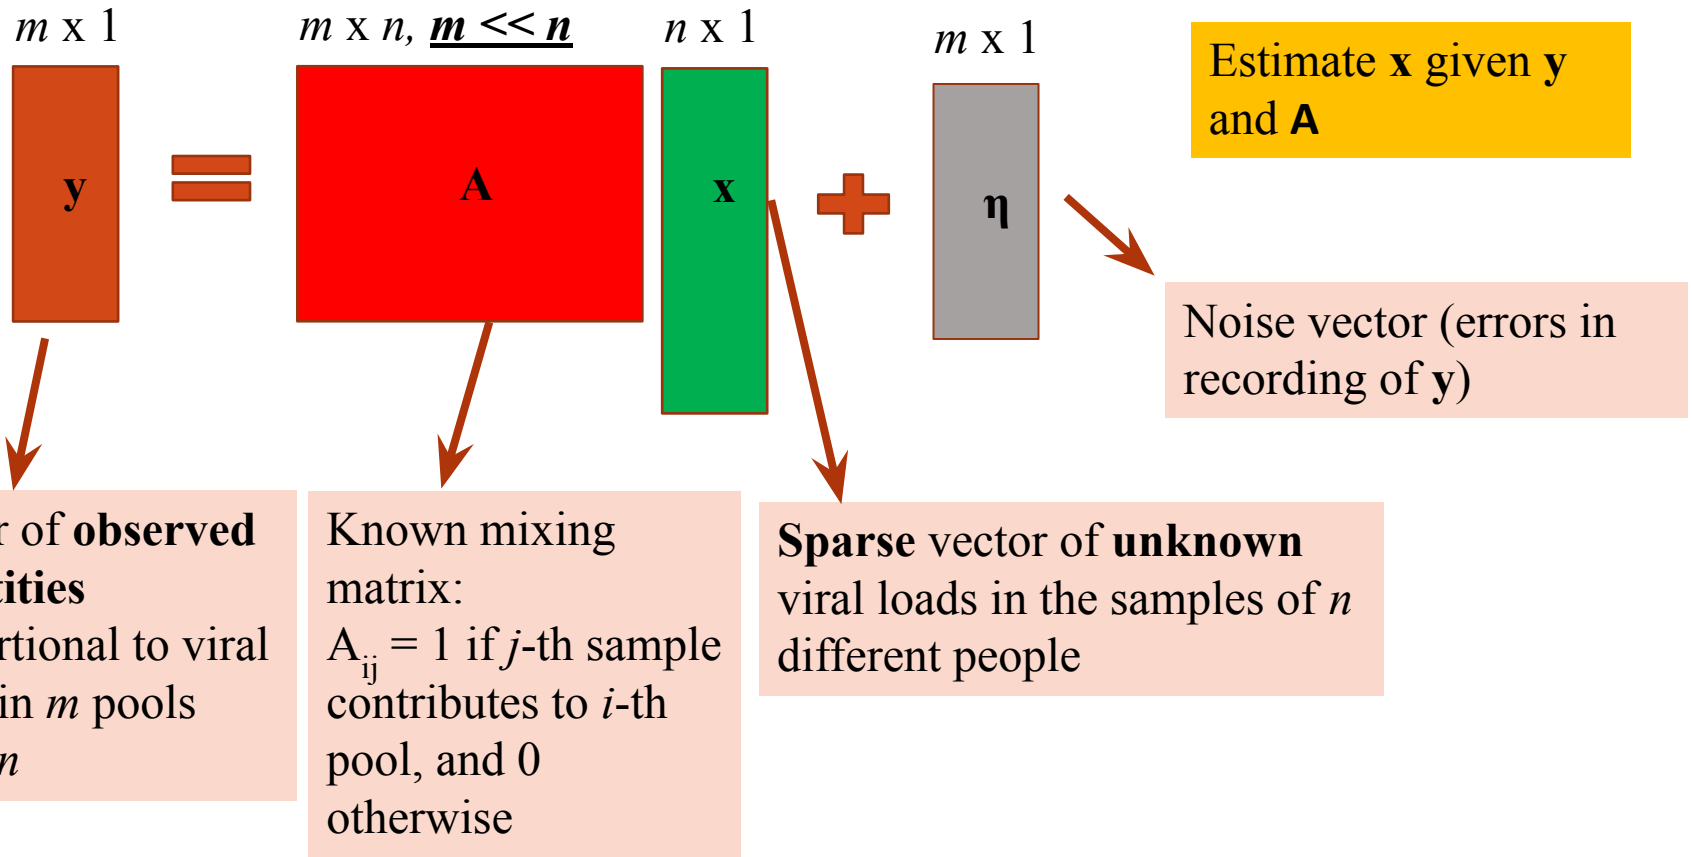 m x 1
m x n, m << n
n x 1
m x 1
Estimate x given y
and A
y
A
x
η
Noise vector (errors in
recording of y)
of observed
to viral
in m pools
n
Known mixing
matrix:
Aij = 1 if j-th sample
contributes to i-th
pool, and 0
otherwise
Sparse vector of unknown
viral loads in the samples of n
different people